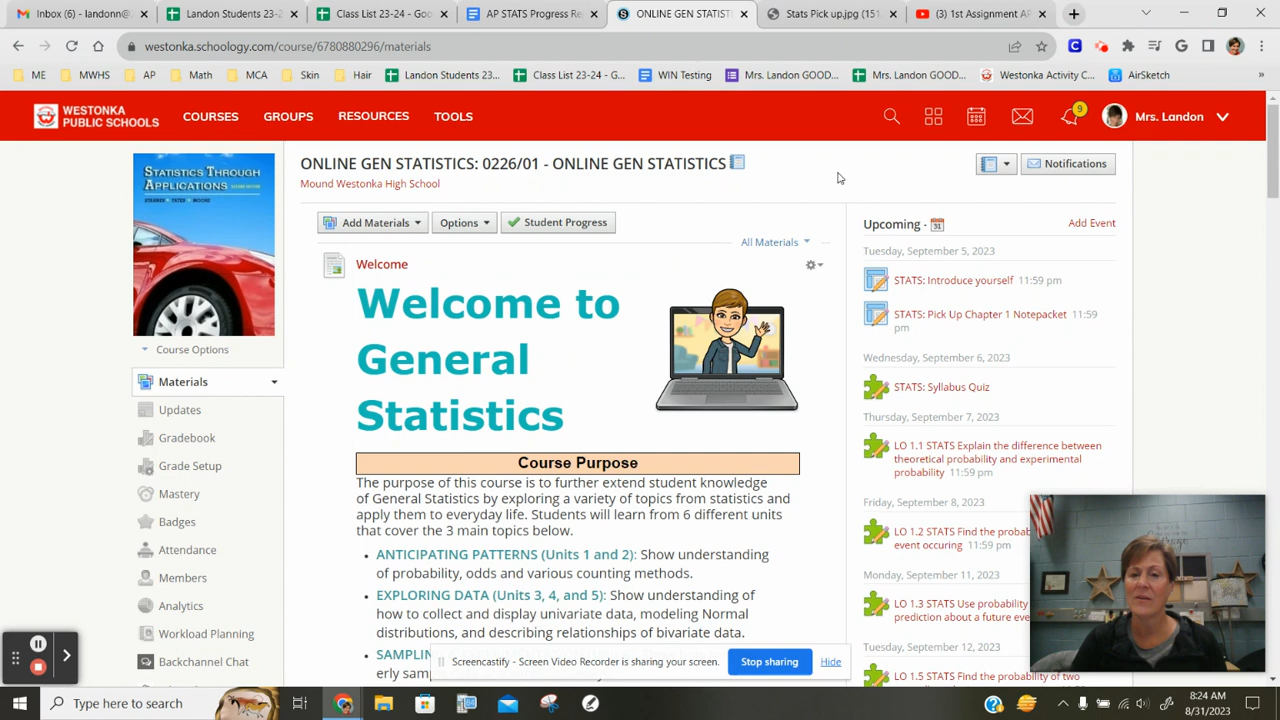 Inbox (6) - landonn@
Landon Students 23-2
Class List 23-24 - Goo
AP STATS Progress Re
ONLINE GEN STATIST
Stats Pick up.jpg (151
(3) 1st Assignment AP
westonka.schoology.com/course/6780880296/materials
ME
MWHS
AP
Math
MCA
Skin
Hair
Landon Students 23...
Class List 23-24 - G...
WIN Testing
Mrs. Landon GOOD...
Mrs. Landon GOOD...
Westonka Activity C...
AirSketch
»
WESTONKA
PUBLIC SCHOOLS
COURSES
GROUPS
RESOURCES
TOOLS
9
Mrs. Landon
STATISTICS THROUGH
APPLICATIONS
STARNES • YATES • MOORE
ONLINE GEN STATISTICS: 0226/01 - ONLINE GEN STATISTICS
Mound Westonka High School
Notifications
Add Materials
Options
Student Progress
All Materials
Welcome
Welcome to
General
Statistics
Course Purpose
The purpose of this course is to further extend student knowledge
of General Statistics by exploring a variety of topics from statistics and
apply them to everyday life. Students will learn from 6 different units
that cover the 3 main topics below.
• ANTICIPATING PATTERNS (Units 1 and 2): Show understanding
of probability, odds and various counting methods.
• EXPLORING DATA (Units 3, 4, and 5): Show understanding of
how to collect and display univariate data, modeling Normal
distributions, and describing relationships of bivariate data.
Course Options
Materials
Updates
Gradebook
Grade Setup
Mastery
Badges
Attendance
Members
Analytics
Workload Planning
Backchannel Chat
Upcoming
31
Add Event
Tuesday, September 5, 2023
STATS: Introduce yourself 11:59 pm
STATS: Pick Up Chapter 1 Notepacket 11:59
pm
Wednesday, September 6, 2023
STATS: Syllabus Quiz
Thursday, September 7, 2023
LO 1.1 STATS Explain the difference between
theoretical probability and experimental
probability 11:59 pm
Friday, September 8, 2023
LO 1.2 STATS Find the proba
event occuring 11:59 pm
Monday, September 11, 2023
LO 1.3 STATS Use probability
prediction about a future eve
Tuesday, September 12, 2023
LO 1.5 STATS Find the probability of two
Screencastify - Screen Video Recorder is sharing your screen.
Stop sharing
Hide
Type here to search
8:24 AM
8/31/2023